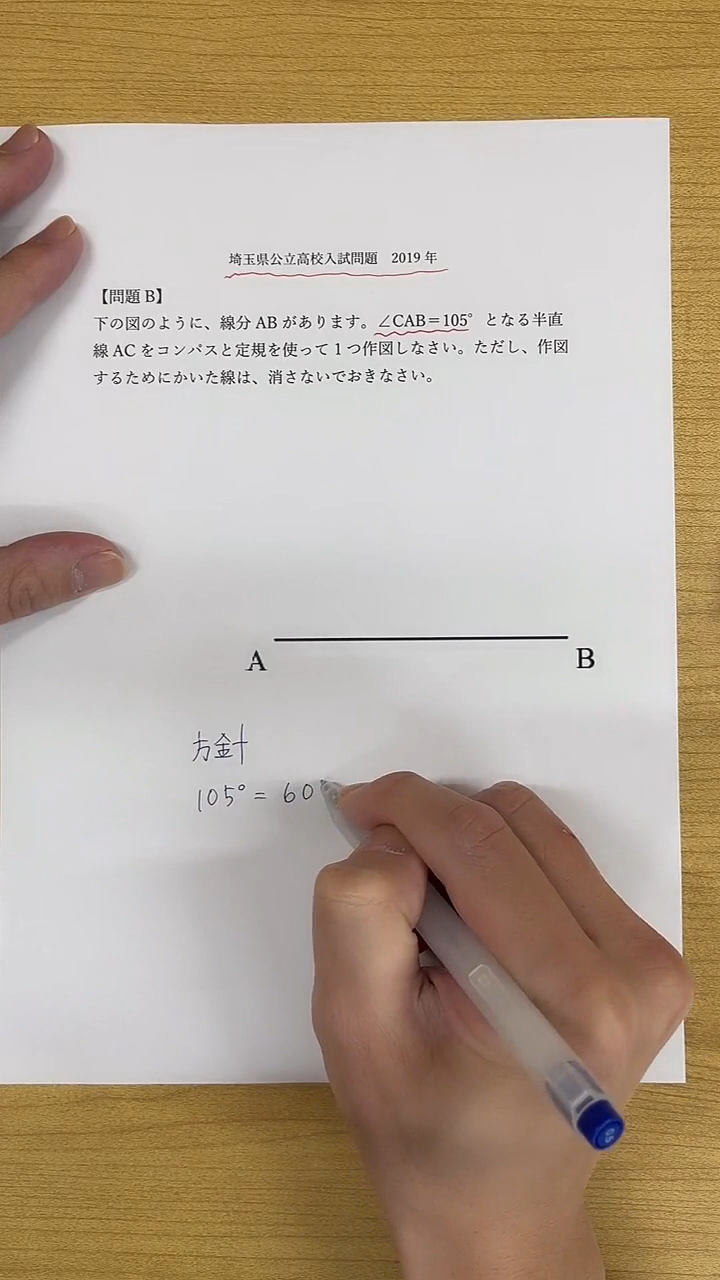 埼玉県公立高校入試問題　2019 年
【問題 B】
下の図のように、線分 AB があります。∠CAB＝105° となる半直
線 AC をコンパスと定規を使って 1 つ作図しなさい。ただし、作図
するためにかいた線は、消さないでおきなさい。
A
B
方針
105° = 60